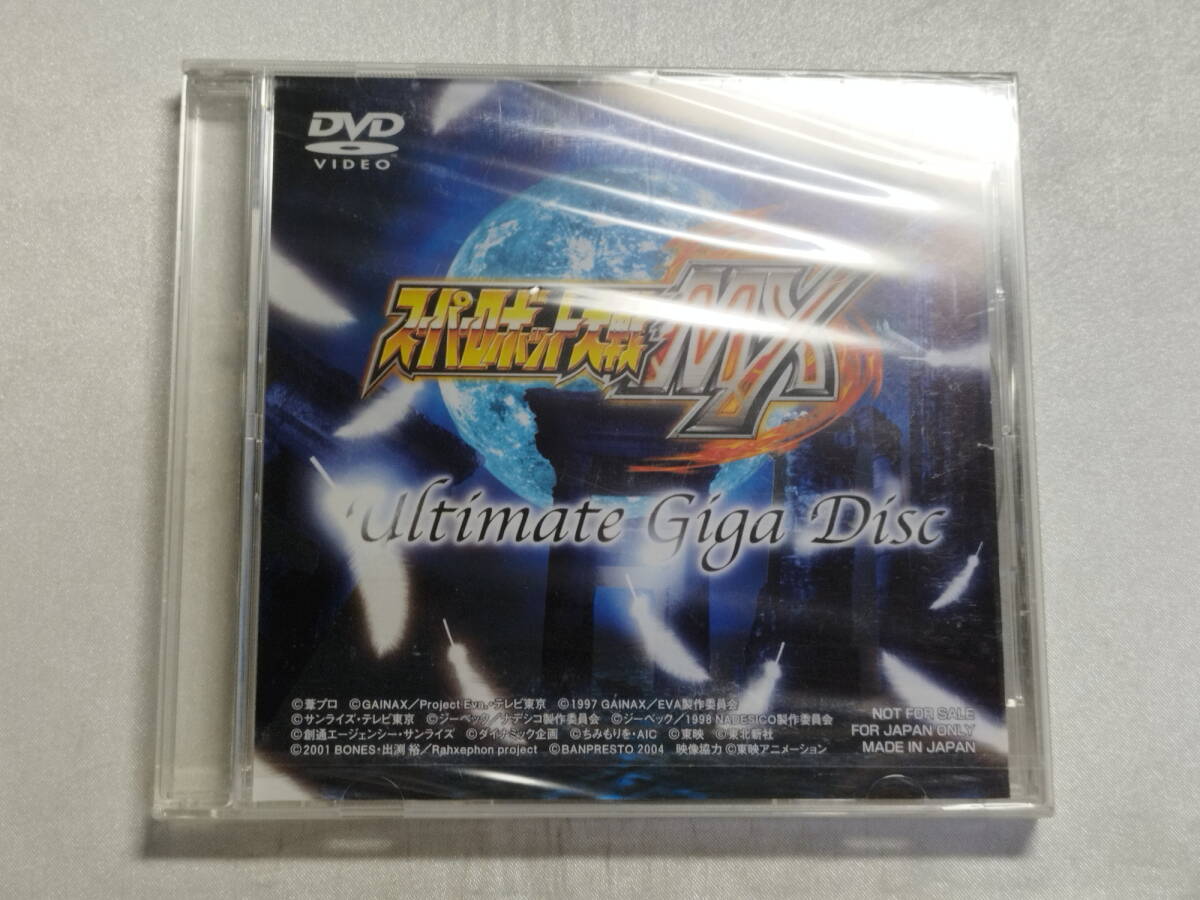 DVD
VIDEO
スーパーロボット大戦MX
Ultimate Giga Disc
©葦プロ ©GAINAX／Project Eva.・テレビ東京 ©1997 GAINAX／EVA製作委員会
©サンライズ・テレビ東京 ©ジーベック／ナデシコ製作委員会 ©ジーベック／1998 NADESICO製作委員会
©創通エージェンシー・サンライズ ©ダイナミック企画 ©ちみもりを・AIC ©東映 ©東北新社
©2001 BONES・出渕 裕／Rahxephon project ©BANPRESTO 2004 映像協力 ©東映アニメーション
NOT FOR SALE
FOR JAPAN ONLY
MADE IN JAPAN